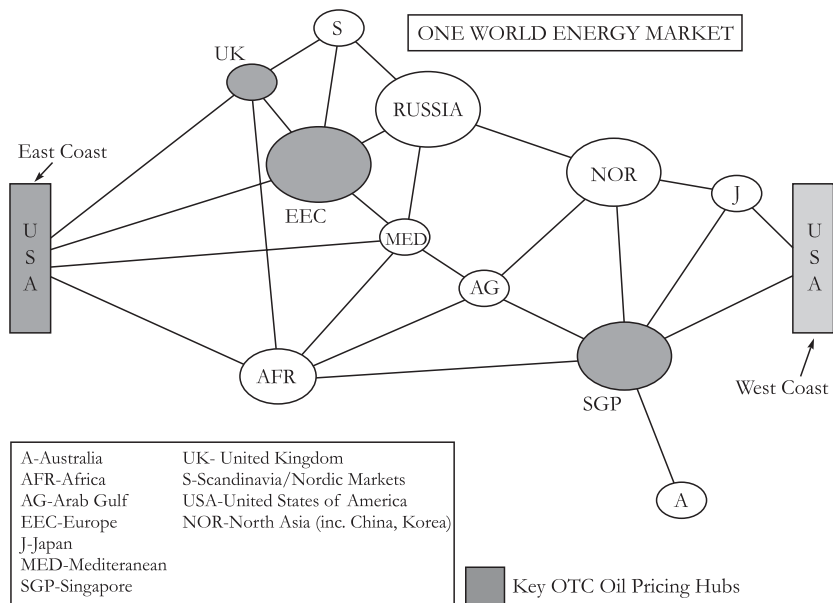 ONE WORLD ENERGY MARKET
S
UK
RUSSIA
East Coast
NOR
J
EEC
U
S
A
MED
U
S
A
AG
AFR
SGP
West Coast
A
A-Australia
UK- United Kingdom
AFR-Africa
S-Scandinavia/Nordic Markets
AG-Arab Gulf
USA-United States of America
EEC-Europe
NOR-North Asia (inc. China, Korea)
J-Japan
MED-Mediteranean
SGP-Singapore
Key OTC Oil Pricing Hubs